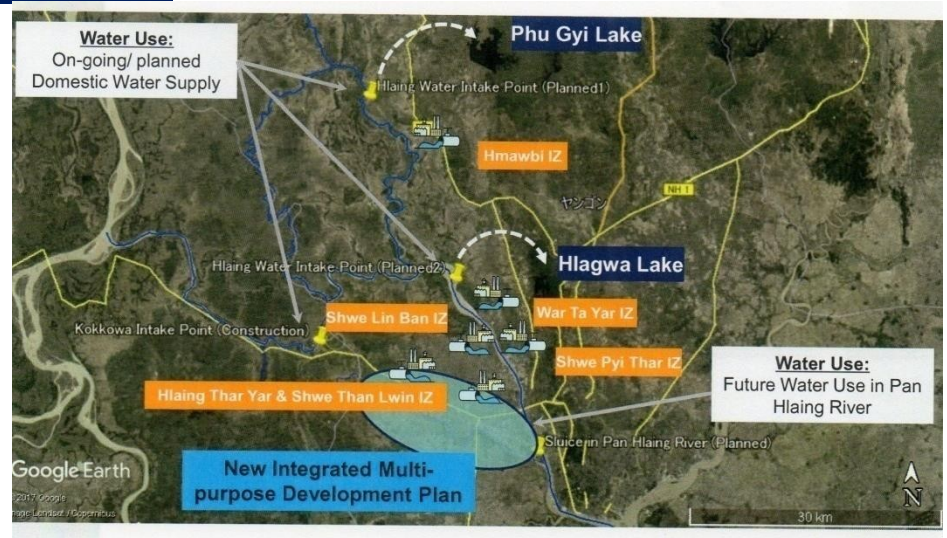 Water Use:
On-going/ planned
Domestic Water Supply
Phu Gyi Lake
Hlaing Water Intake Point (Planned1)
Hmawbi IZ
NH 1
ヤンゴン
Hlaing Water Intake Point (Planned2)
Hlagwa Lake
Shwe Lin Ban IZ
War Ta Yar IZ
Kokkowa Intake Point (Construction)
Shwe Pyi Thar IZ
Water Use:
Future Water Use in Pan
Hlaing River
Hlaing Thar Yar & Shwe Than Lwin IZ
Sluice in Pan Hlaing River (Planned)
Google Earth
New Integrated Multi-
purpose Development Plan
2017 Google
Landsat / Copernicus
N
30 km